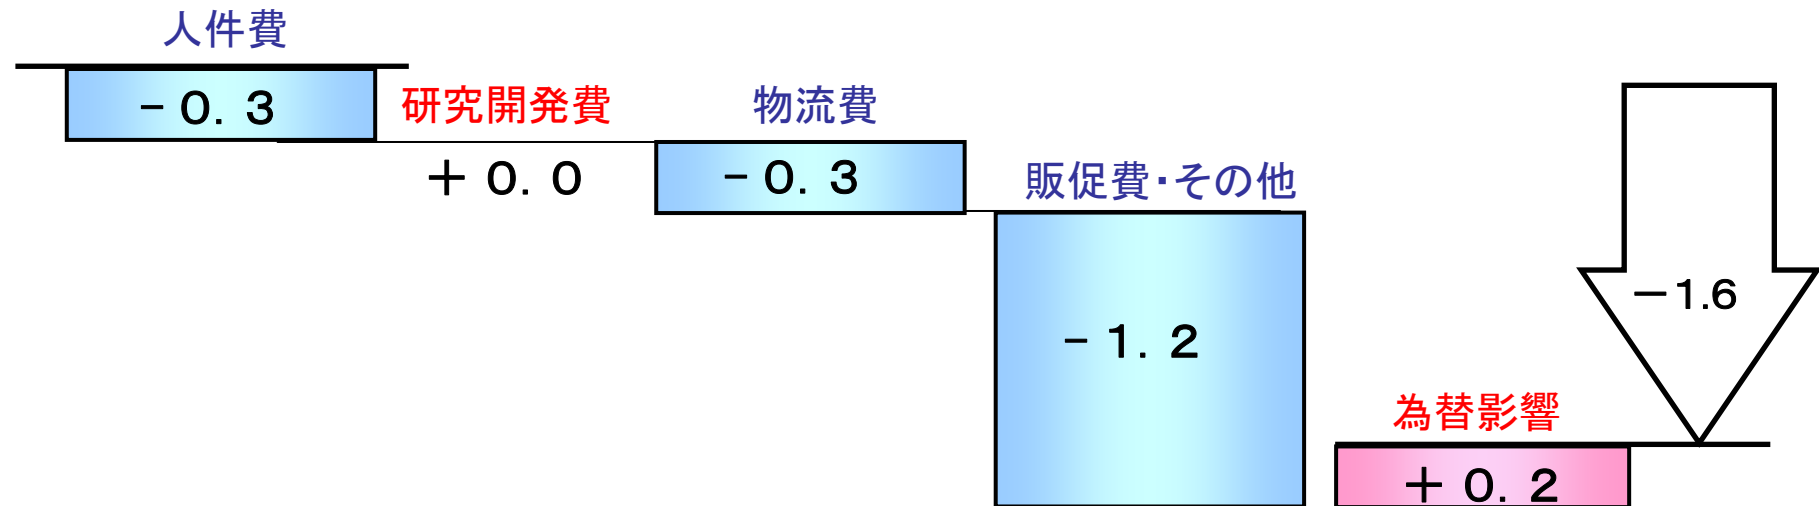 人件費
-0.3
研究開発費
+0.0
物流費
-0.3
販促費・その他
-1.2
-1.6
為替影響
+0.2